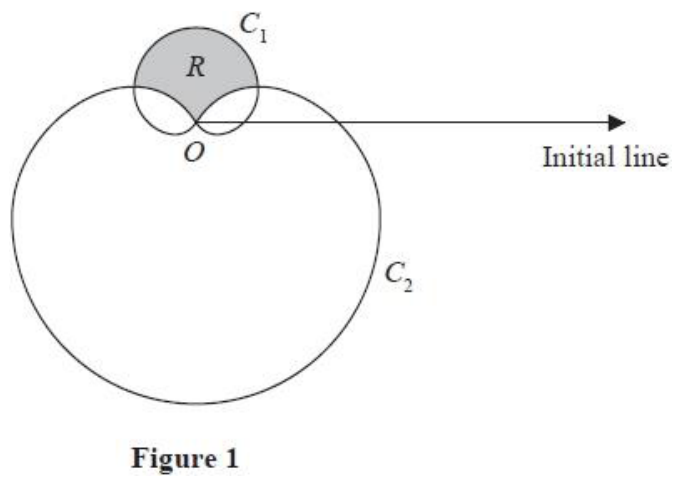 C₁
R
O
Initial line
C₂
Figure 1